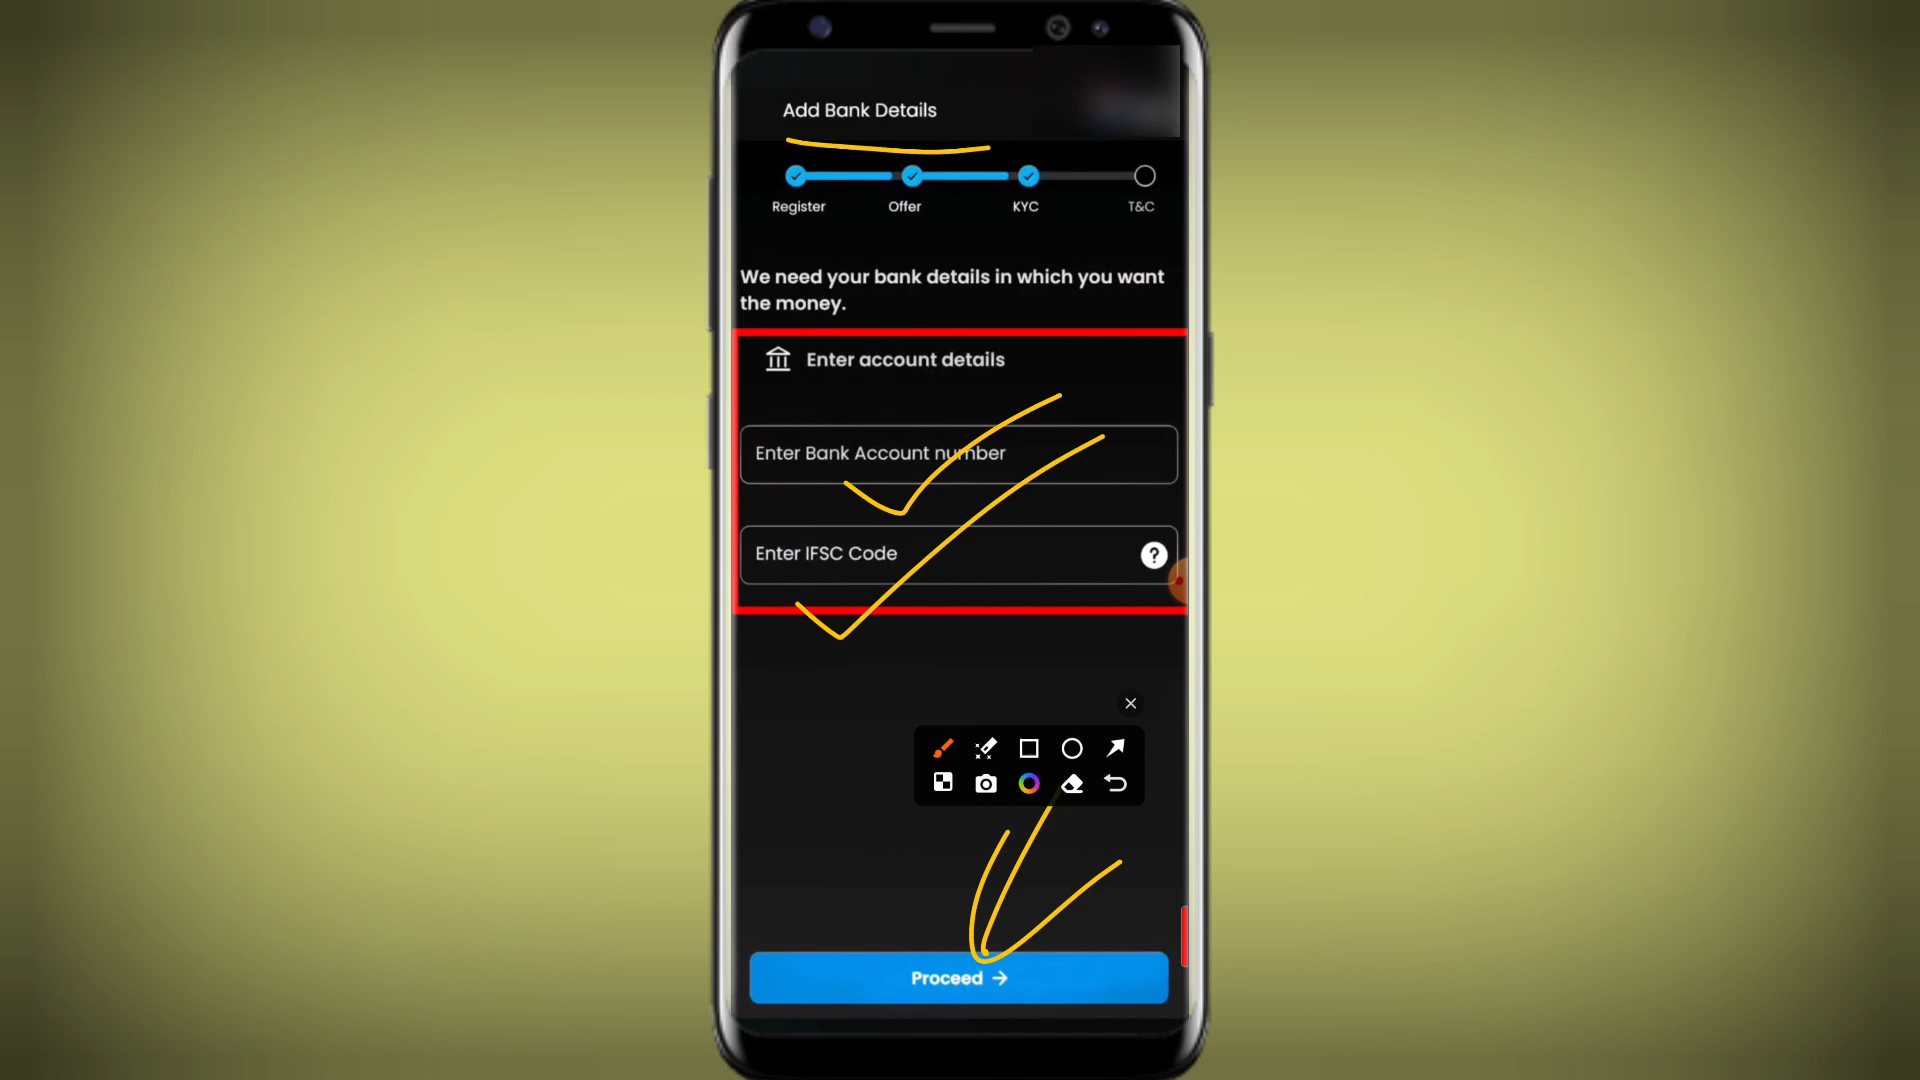 Add Bank Details
Register Offer KYC T&C
We need your bank details in which you want
the money.
Enter account details
Enter Bank Account number
Enter IFSC Code
?
Proceed →